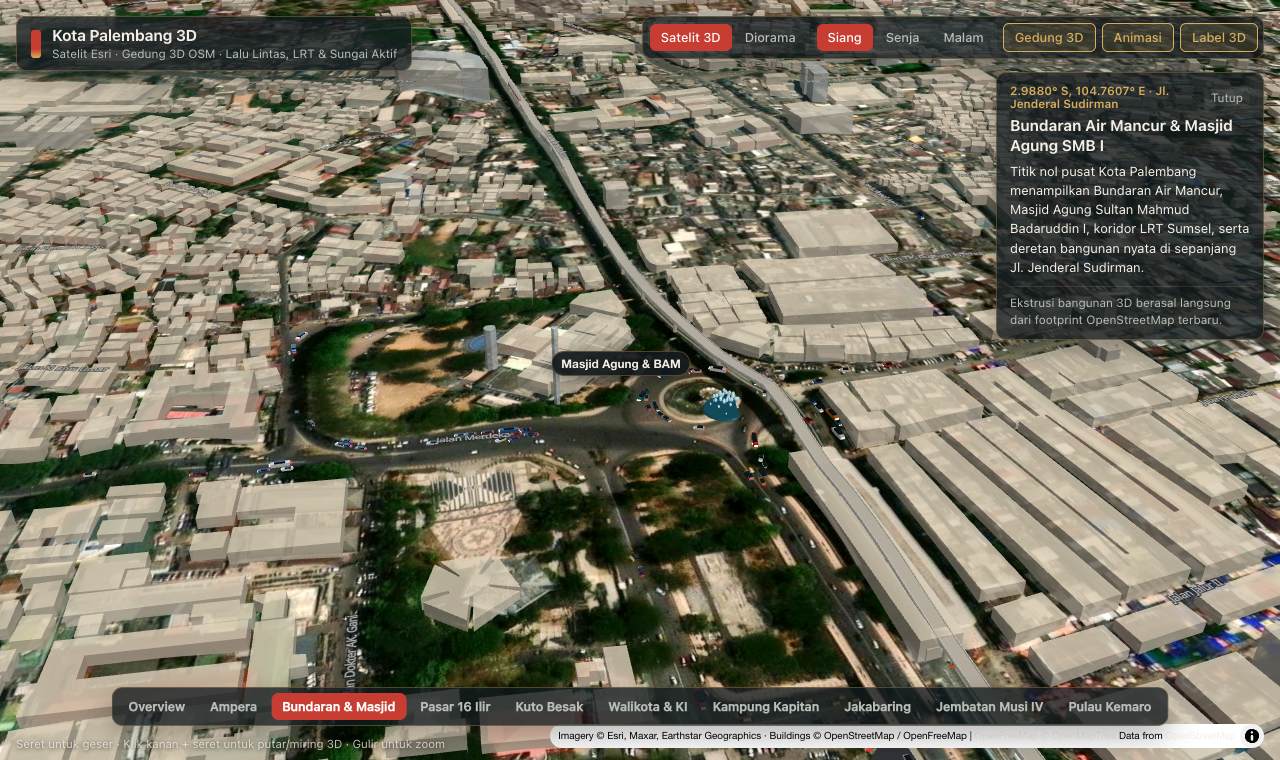 Kota Palembang 3D
Satelit Esri · Gedung 3D OSM · Lalu Lintas, LRT & Sungai Aktif
Satelit 3D Diorama Siang Senja Malam Gedung 3D Animasi Label 3D
2.9880° S, 104.7607° E · Jl.
Jenderal Sudirman
Tutup
Bundaran Air Mancur & Masjid
Agung SMB I
Titik nol pusat Kota Palembang
menampilkan Bundaran Air Mancur,
Masjid Agung Sultan Mahmud
Badaruddin I, koridor LRT Sumsel, serta
deretan bangunan nyata di sepanjang
Jl. Jenderal Sudirman.
Ekstrusi bangunan 3D berasal langsung
dari footprint OpenStreetMap terbaru.
Masjid Agung & BAM
Jalan Merdeka
Overview Ampera Bundaran & Masjid Pasar 16 Ilir Kuto Besak Walikota & KI Kampung Kapitan Jakabaring Jembatan Musi IV Pulau Kemaro
Seret untuk geser · Klik kanan + seret untuk putar/miring 3D · Gulir untuk zoom
Imagery © Esri, Maxar, Earthstar Geographics · Buildings © OpenStreetMap / OpenFreeMap | Data from OpenStreetMap